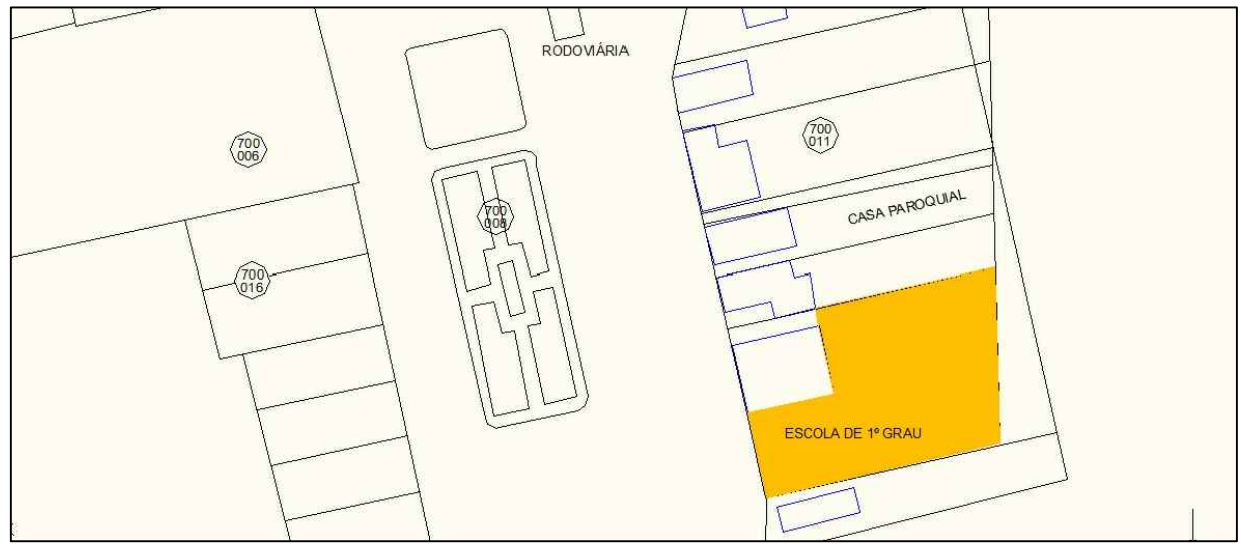 RODOVIÁRIA
700
006
700
011
700
008
CASA PAROQUIAL
700
016
ESCOLA DE 1º GRAU